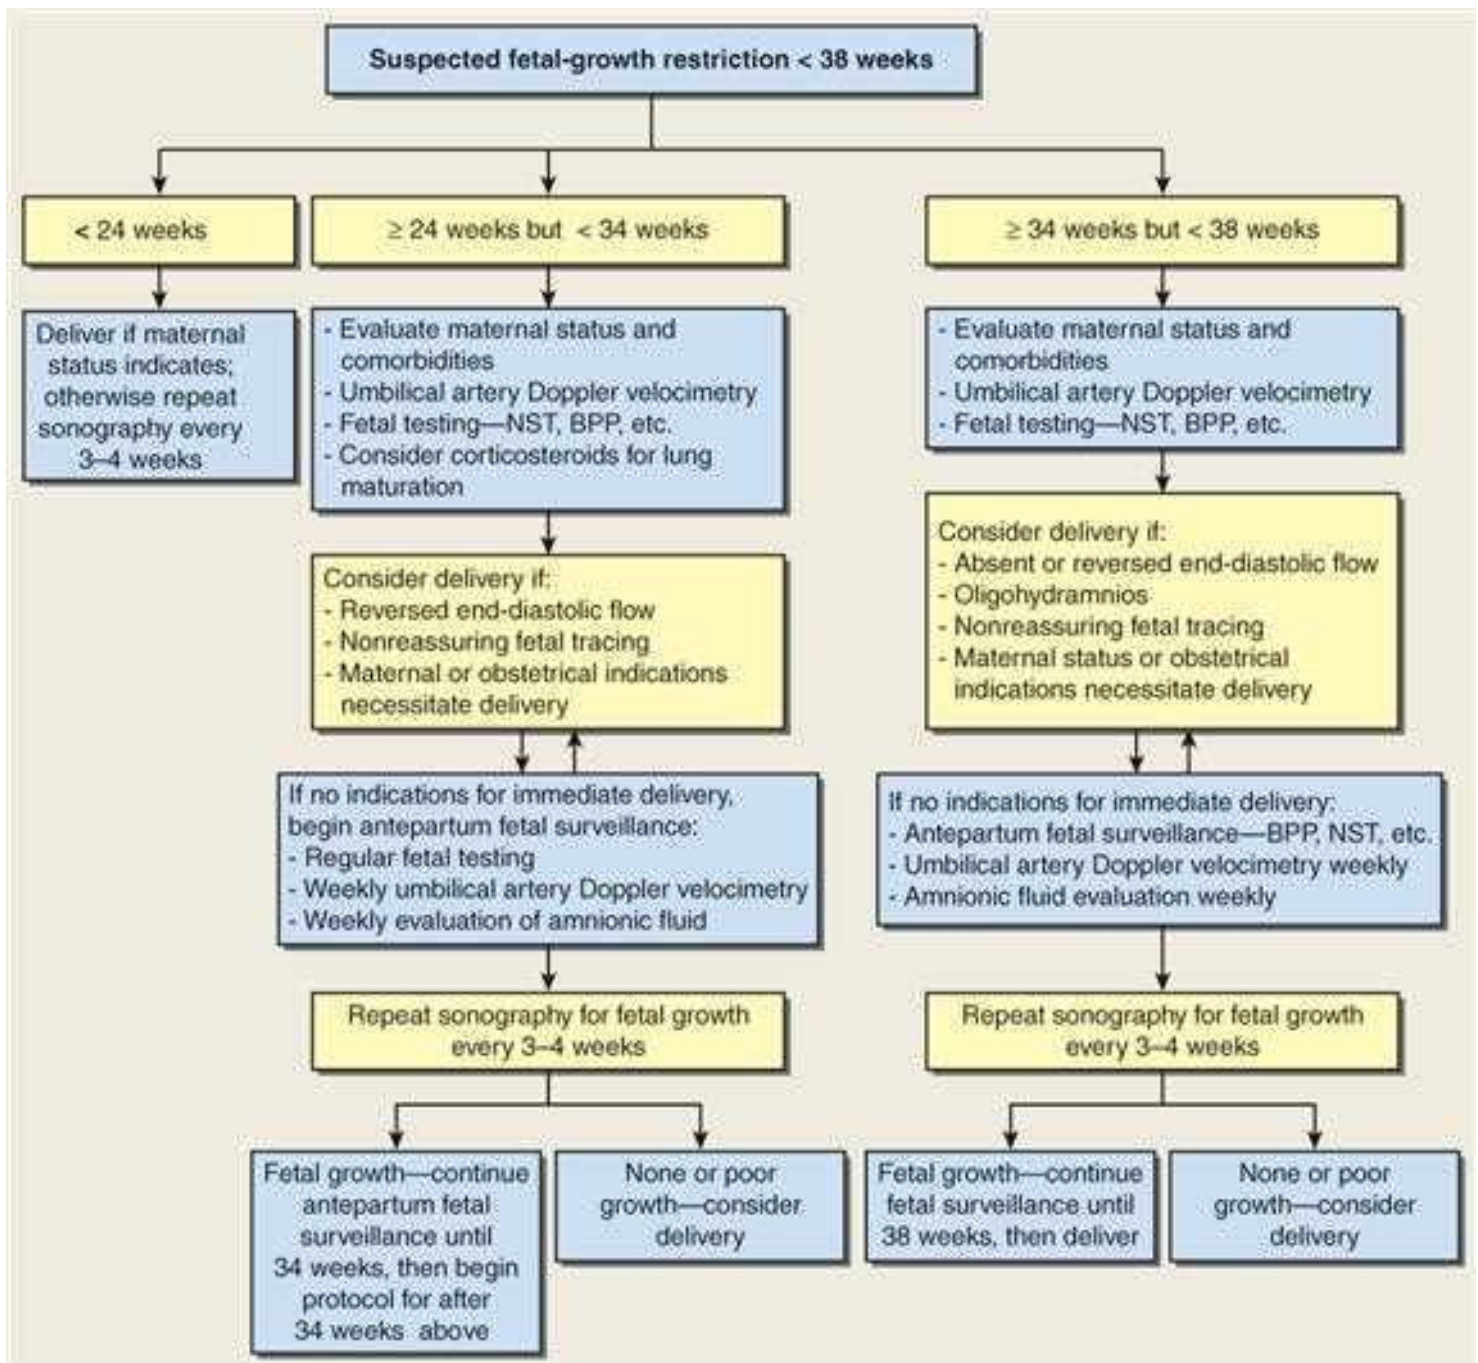 Suspected fetal-growth restriction < 38 weeks
< 24 weeks
≥ 24 weeks but < 34 weeks
≥ 34 weeks but < 38 weeks
Deliver if maternal
status indicates;
otherwise repeat
sonography every
3–4 weeks
- Evaluate maternal status and
comorbidities
- Umbilical artery Doppler velocimetry
- Fetal testing—NST, BPP, etc.
- Consider corticosteroids for lung
maturation
- Evaluate maternal status and
comorbidities
- Umbilical artery Doppler velocimetry
- Fetal testing—NST, BPP, etc.
Consider delivery if:
- Reversed end-diastolic flow
- Nonreassuring fetal tracing
- Maternal or obstetrical indications
necessitate delivery
Consider delivery if:
- Absent or reversed end-diastolic flow
- Oligohydramnios
- Nonreassuring fetal tracing
- Maternal status or obstetrical
indications necessitate delivery
If no indications for immediate delivery,
begin antepartum fetal surveillance:
- Regular fetal testing
- Weekly umbilical artery Doppler velocimetry
- Weekly evaluation of amnionic fluid
If no indications for immediate delivery:
- Antepartum fetal surveillance—BPP, NST, etc.
- Umbilical artery Doppler velocimetry weekly
- Amnionic fluid evaluation weekly
Repeat sonography for fetal growth
every 3–4 weeks
Repeat sonography for fetal growth
every 3–4 weeks
Fetal growth—continue
antepartum fetal
surveillance until
34 weeks, then begin
protocol for after
34 weeks above
None or poor
growth—consider
delivery
Fetal growth—continue
fetal surveillance until
38 weeks, then deliver
None or poor
growth—consider
delivery